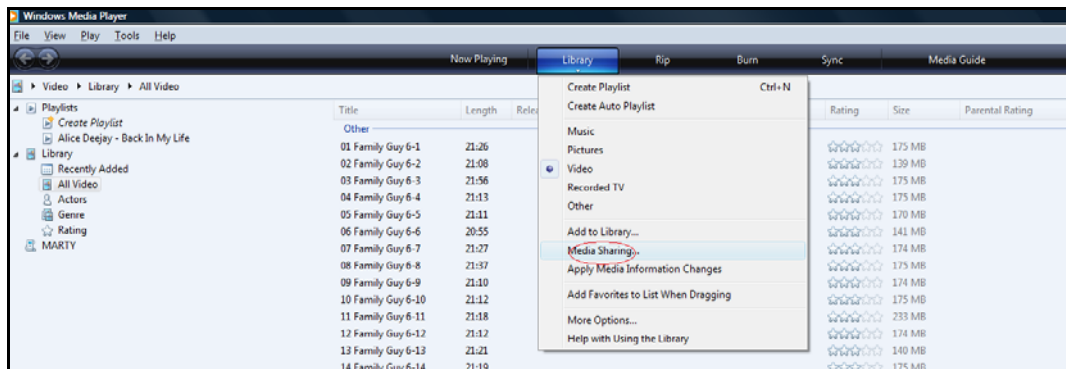 Windows Media Player
File View Play Tools Help
Now Playing Library Rip Burn Sync Media Guide
Video Library All Video
Playlists
Create Playlist
Alice Deejay - Back In My Life
Library
Recently Added
All Video
Actors
Genre
Rating
MARTY
Title Length Relea Rating Size Parental Rating
Other
01 Family Guy 6-1 21:26 175 MB
02 Family Guy 6-2 21:08 139 MB
03 Family Guy 6-3 21:56 175 MB
04 Family Guy 6-4 21:13 175 MB
05 Family Guy 6-5 21:11 170 MB
06 Family Guy 6-6 20:55 141 MB
07 Family Guy 6-7 21:27 174 MB
08 Family Guy 6-8 21:37 175 MB
09 Family Guy 6-9 21:10 174 MB
10 Family Guy 6-10 21:12 175 MB
11 Family Guy 6-11 21:18 233 MB
12 Family Guy 6-12 21:12 174 MB
13 Family Guy 6-13 21:21 140 MB
14 Family Guy 6-14 21:19 175 MB
Create Playlist Ctrl+N
Create Auto Playlist
Music
Pictures
Video
Recorded TV
Other
Add to Library...
Media Sharing...
Apply Media Information Changes
Add Favorites to List When Dragging
More Options...
Help with Using the Library